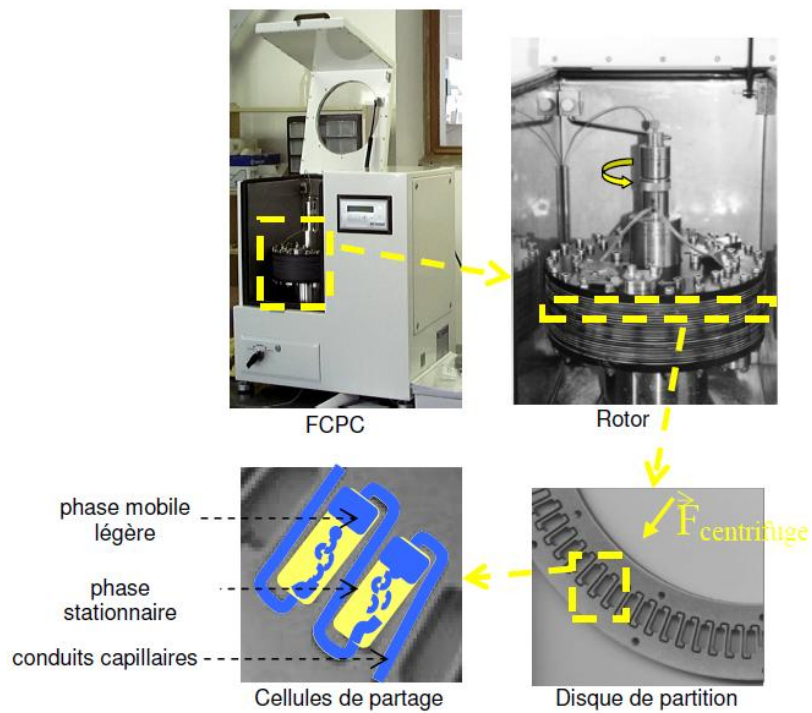 FCPC
Rotor
phase mobile
légère
phase
stationnaire
conduits capillaires
F centrifuge
Cellules de partage
Disque de partition